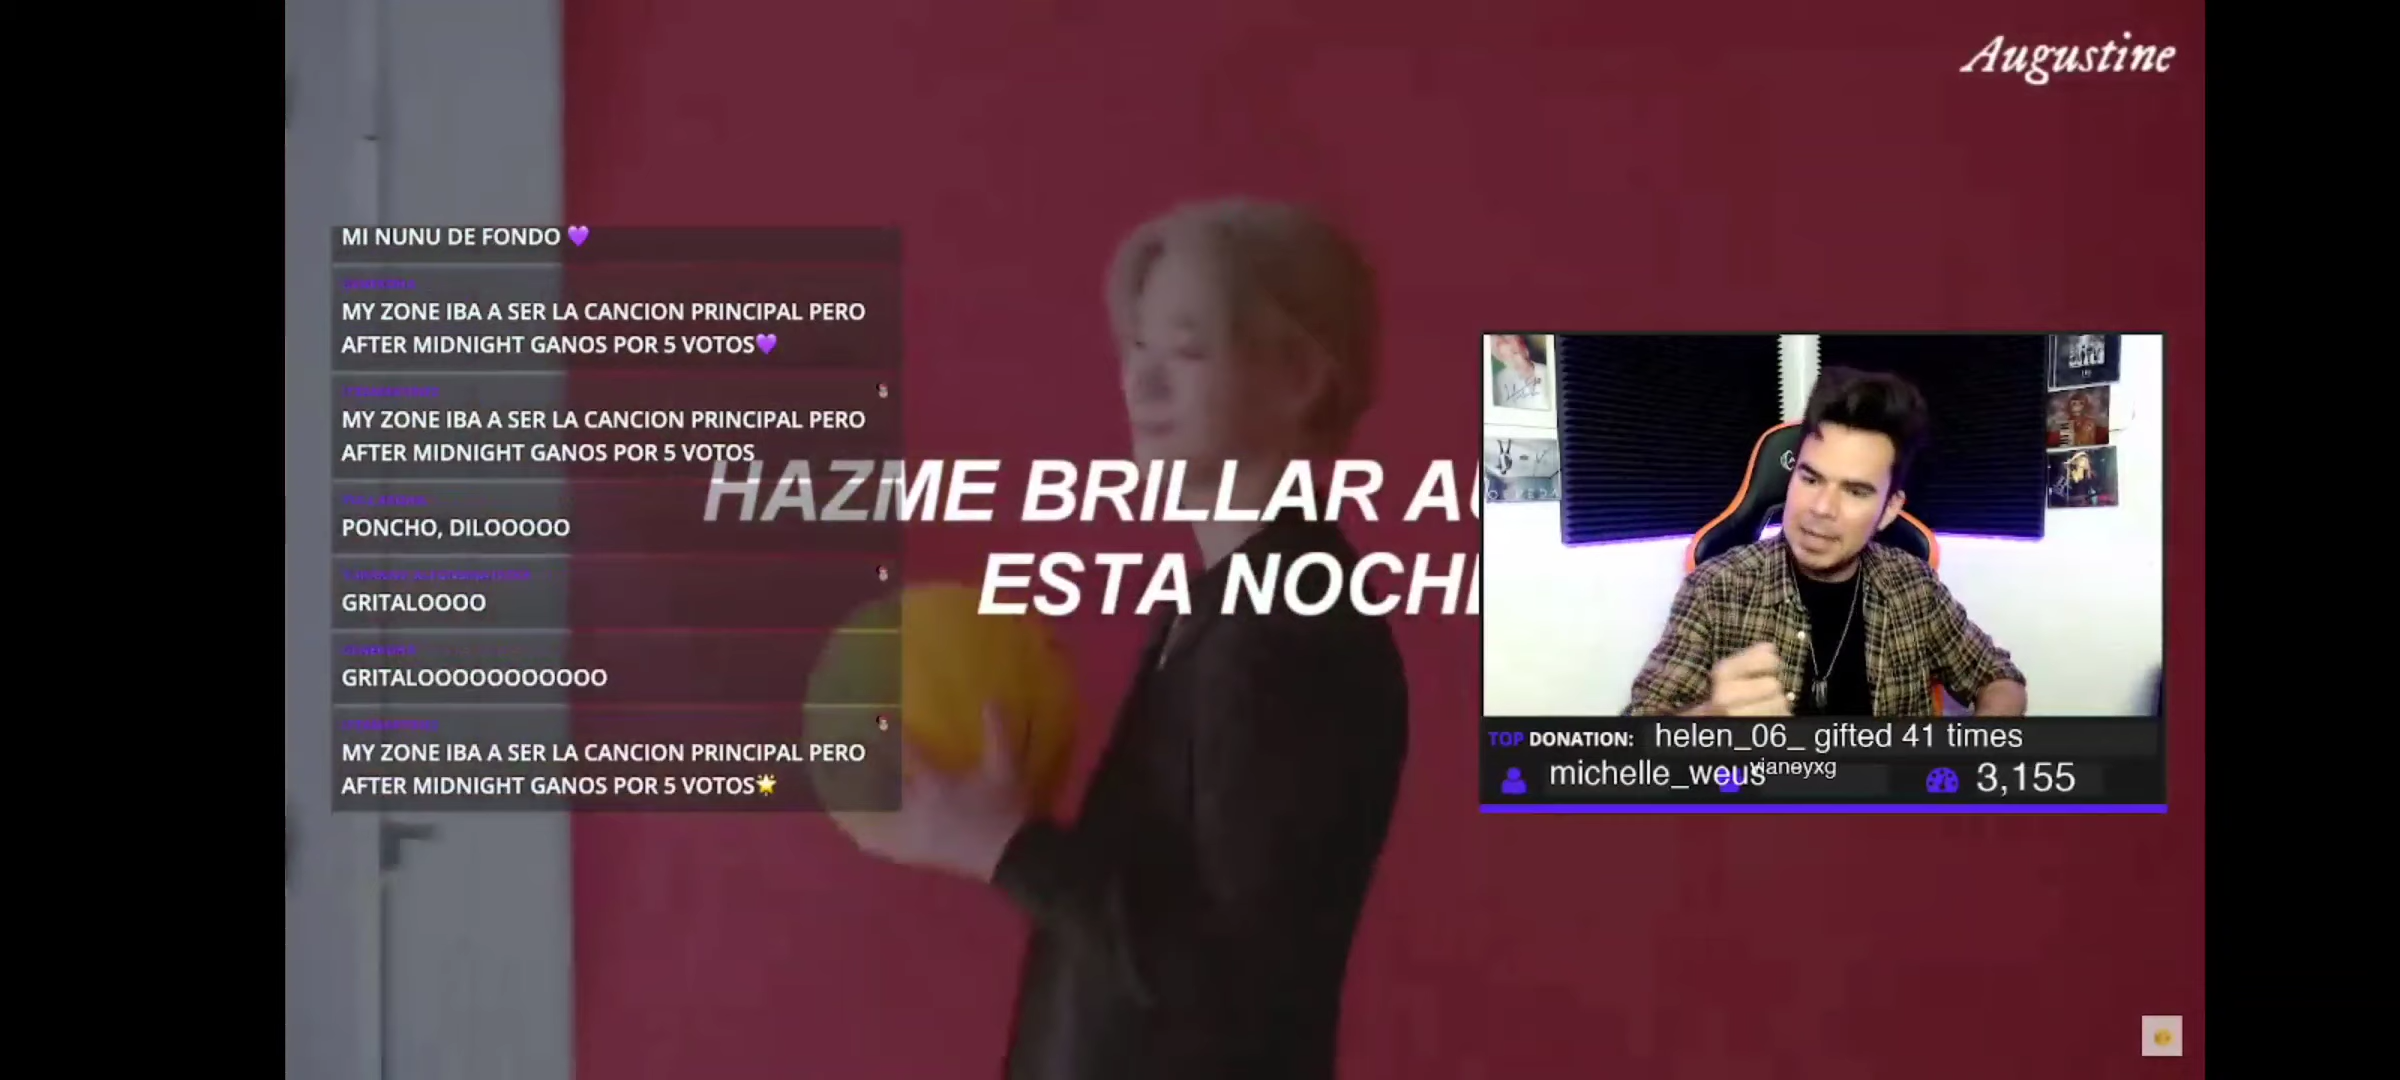 Augustine
MI NUNU DE FONDO 💜
MY ZONE IBA A SER LA CANCION PRINCIPAL PERO
AFTER MIDNIGHT GANOS POR 5 VOTOS💜
MY ZONE IBA A SER LA CANCION PRINCIPAL PERO
AFTER MIDNIGHT GANOS POR 5 VOTOS
PONCHO, DILOOOOO
GRITALOOOO
GRITALOOOOOOOOOOO
MY ZONE IBA A SER LA CANCION PRINCIPAL PERO
AFTER MIDNIGHT GANOS POR 5 VOTOS🌟
HAZME BRILLAR
ESTA
TOP DONATION: helen_06_ gifted 41 times
michelle_weus vianeyxg 3,155